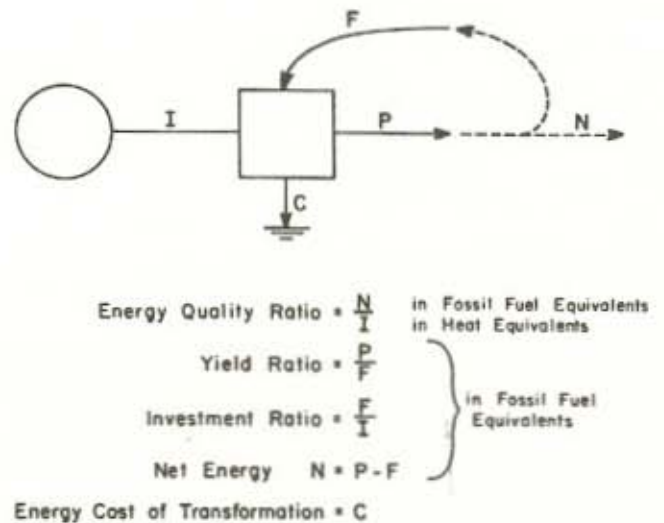 F
I
P
N
C
Energy Quality Ratio = N/I in Fossil Fuel Equivalents
in Heat Equivalents
Yield Ratio = P/F
Investment Ratio = F/I
in Fossil Fuel
Equivalents
Net Energy N = P - F
Energy Cost of Transformation = C